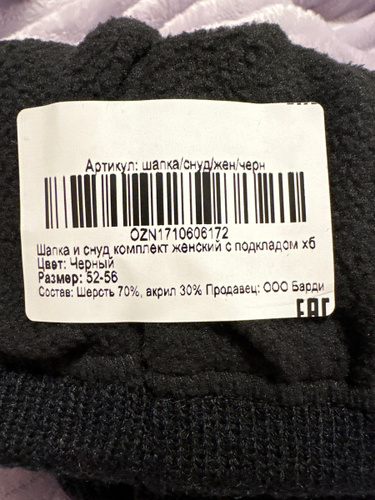 Артикул: шапка/снуд/жен/черн
OZN1710606172
Шапка и снуд комплект женский с подкладом хб
Цвет: Черный
Размер: 52-56
Состав: Шерсть 70%, акрил 30% Продавец: ООО Барди
EAC